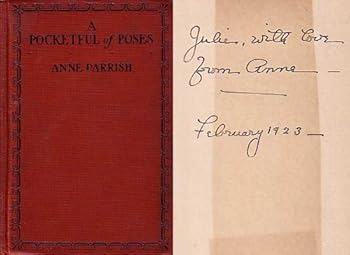 A
POCKETFUL of POSES
ANNE PARRISH
Julie, with love
from Anne —
February 1923 —